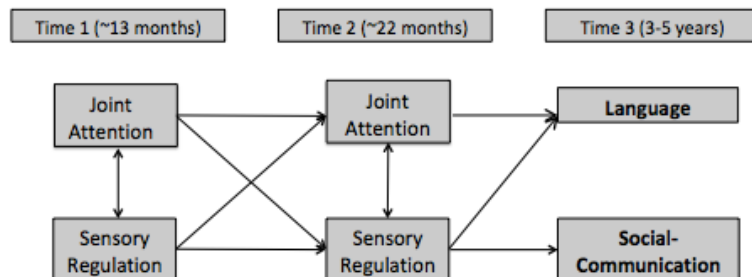 Time 1 (~13 months)
Time 2 (~22 months)
Time 3 (3-5 years)
Joint
Attention
Joint
Attention
Language
Sensory
Regulation
Sensory
Regulation
Social-
Communication